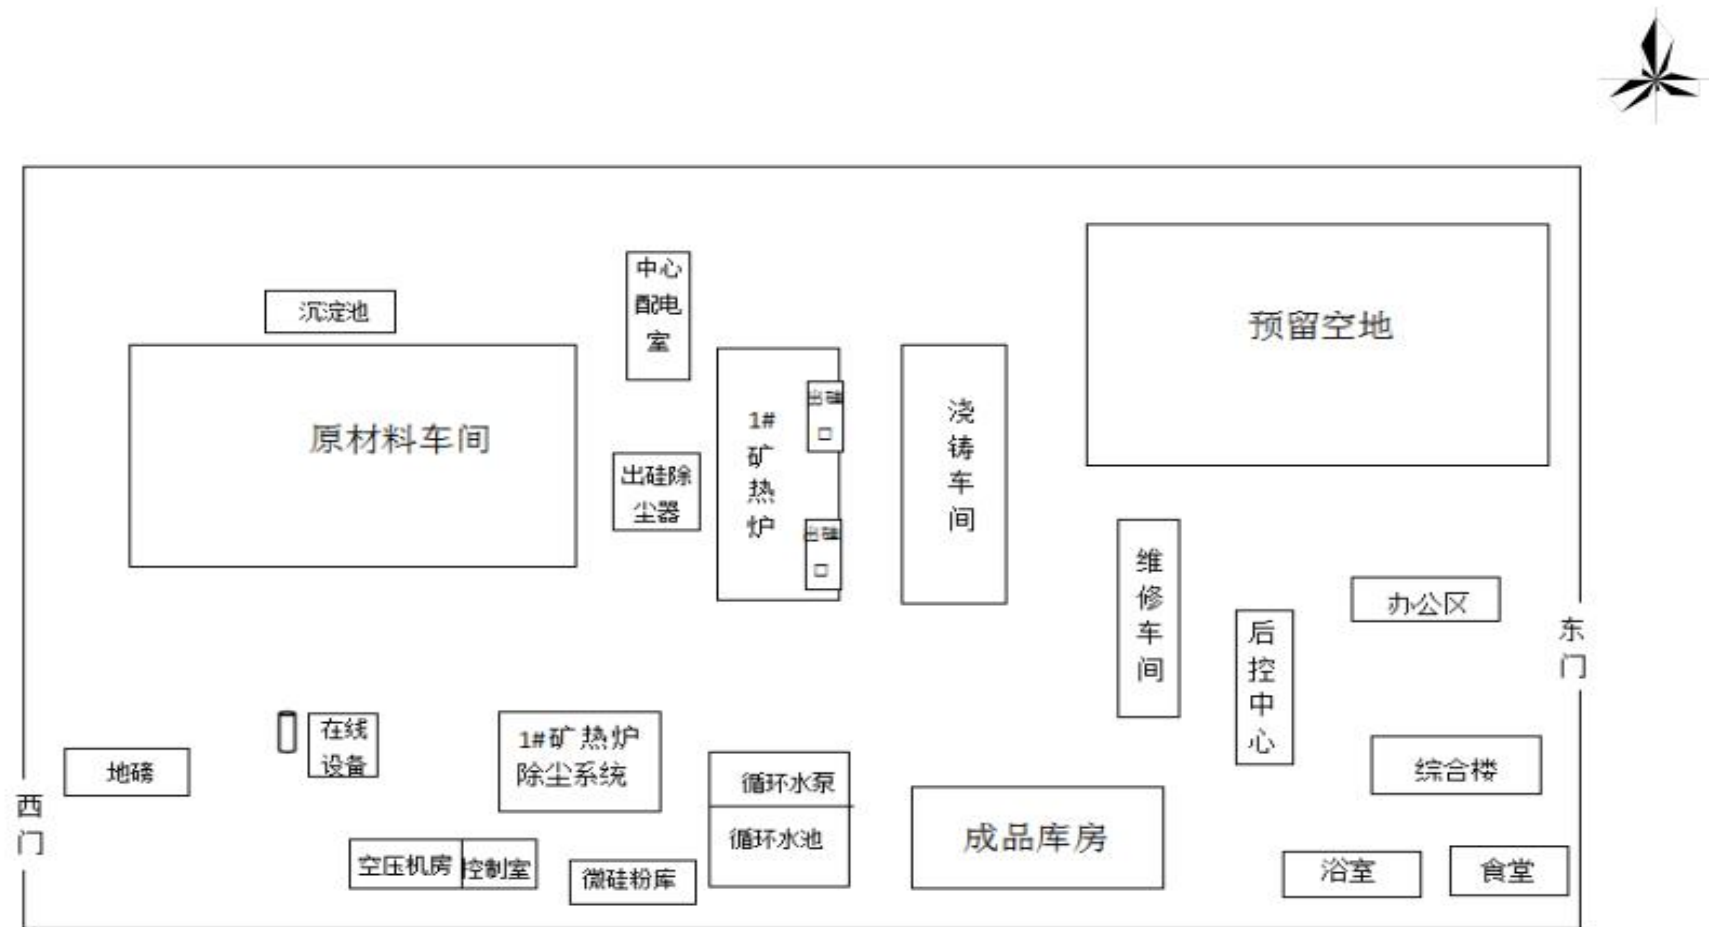 中心
配电
室
沉淀池
预留空地
原材料车间
1#
矿
热
炉
出硅
口
出硅
口
浇
铸
车
间
出硅除
尘器
维
修
车
间
办公区
后
控
中
心
东
门
在线
设备
1#矿热炉
除尘系统
地磅
循环水泵
循环水池
综合楼
西
门
成品库房
空压机房
控制室
微硅粉库
浴室
食堂